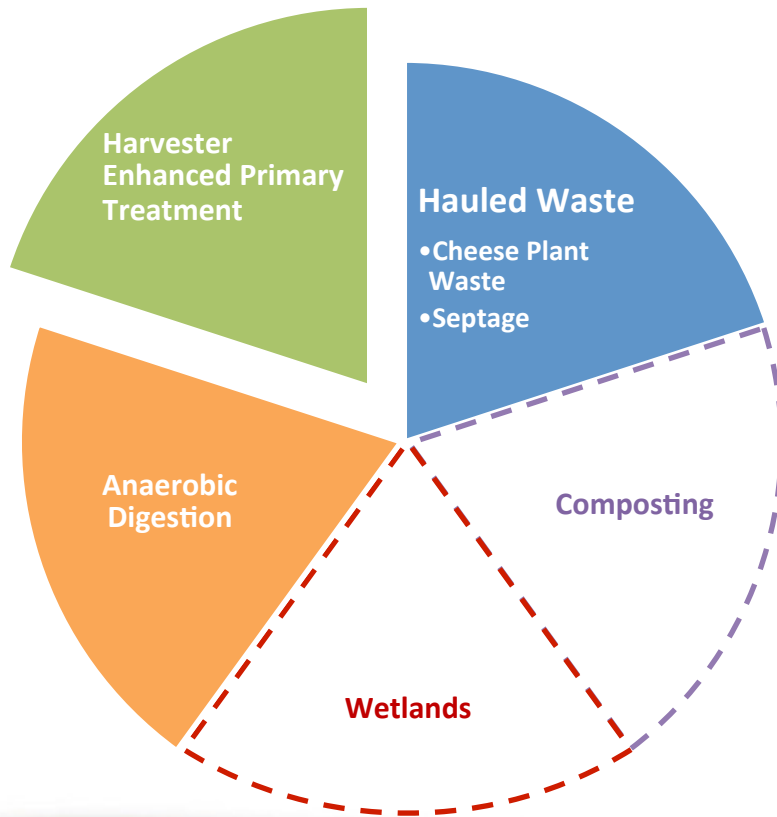 Harvester
Enhanced Primary
Treatment
Hauled Waste
•Cheese Plant
Waste
•Septage
Composting
Wetlands
Anaerobic
Digestion